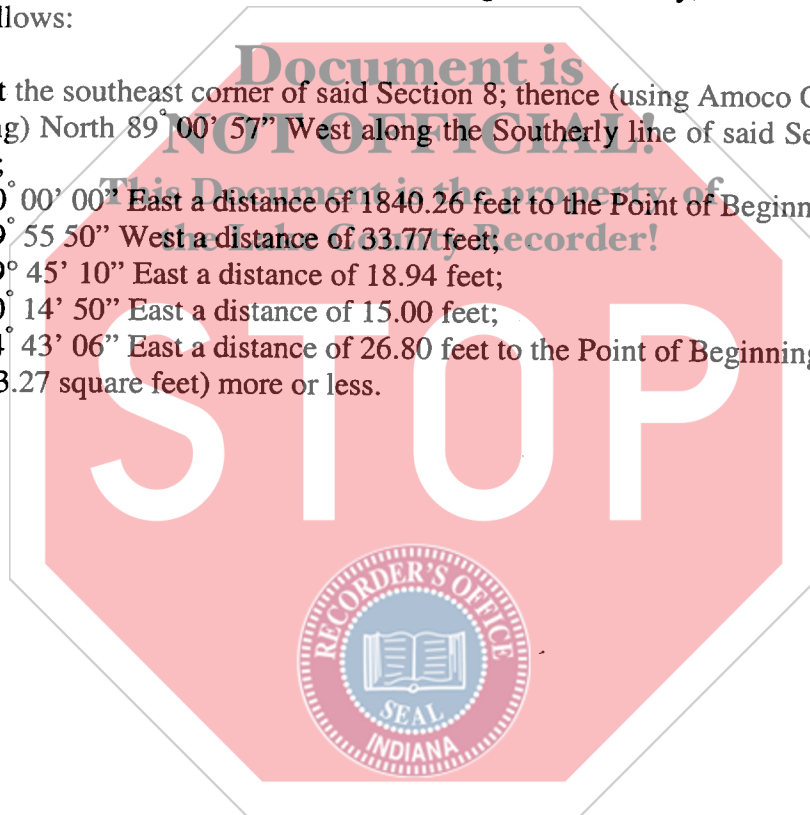 llows:
Document is
t the southeast corner of said Section 8; thence (using Amoco
NOT OFFICIAL!
g) North 89° 00’ 57” West along the Southerly line of said Se
;
This Document is the property of
° 00’ 00” East a distance of 1840.26 feet to the Point of Beginn
the Lake County Recorder!
° 55 50” West a distance of 33.77 feet;
9° 45’ 10” East a distance of 18.94 feet;
° 14’ 50” East a distance of 15.00 feet;
° 43’ 06” East a distance of 26.80 feet to the Point of Beginning
3.27 square feet) more or less.
STOP
RECORDER'S OFFICE
SEAL
INDIANA